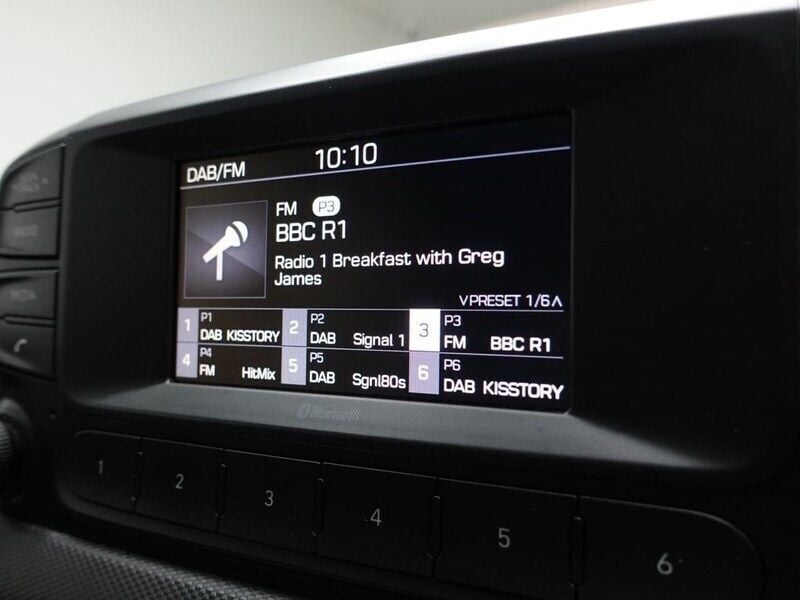 DAB/FM 10:10
FM P3
BBC R1
Radio 1 Breakfast with Greg
James
∨PRESET 1/6∧
1 P1 DAB KISSTORY
2 P2 DAB Signal 1
3 P3 FM BBC R1
4 P4 FM HitMix
5 P5 DAB Sgnl80s
6 P6 DAB KISSTORY
Bluetooth
1 2 3 4 5 6